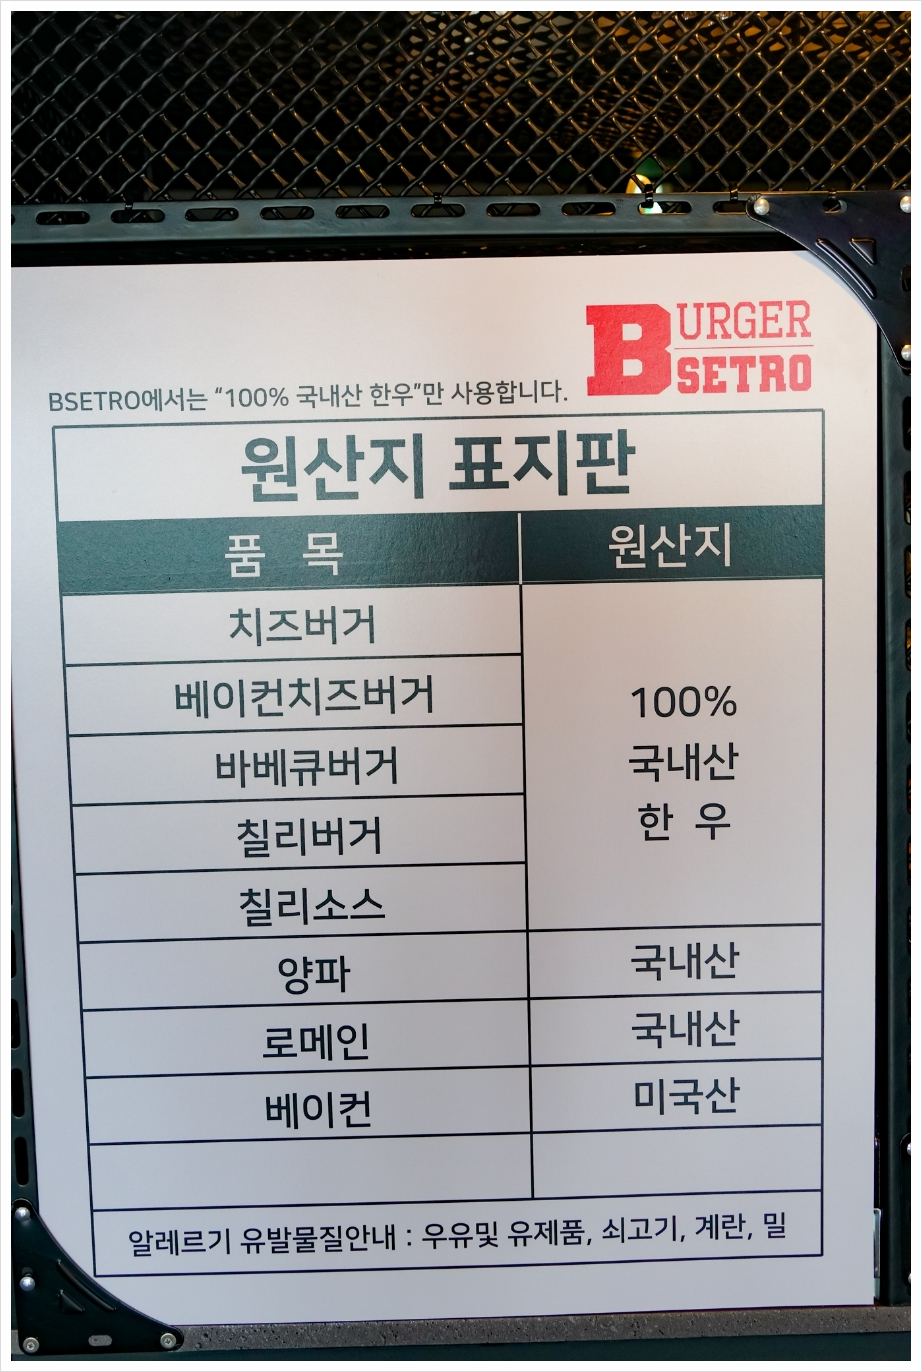 BURGER
BSETRO에서는 “100% 국내산 한우”만 사용합니다.
SETRO
원산지 표지판
품 목
원산지
치즈버거
베이컨치즈버거
바베큐버거
칠리버거
칠리소스
100%
국내산
한 우
양파
국내산
로메인
국내산
베이컨
미국산
알레르기 유발물질안내 : 우유및 유제품, 쇠고기, 계란, 밀